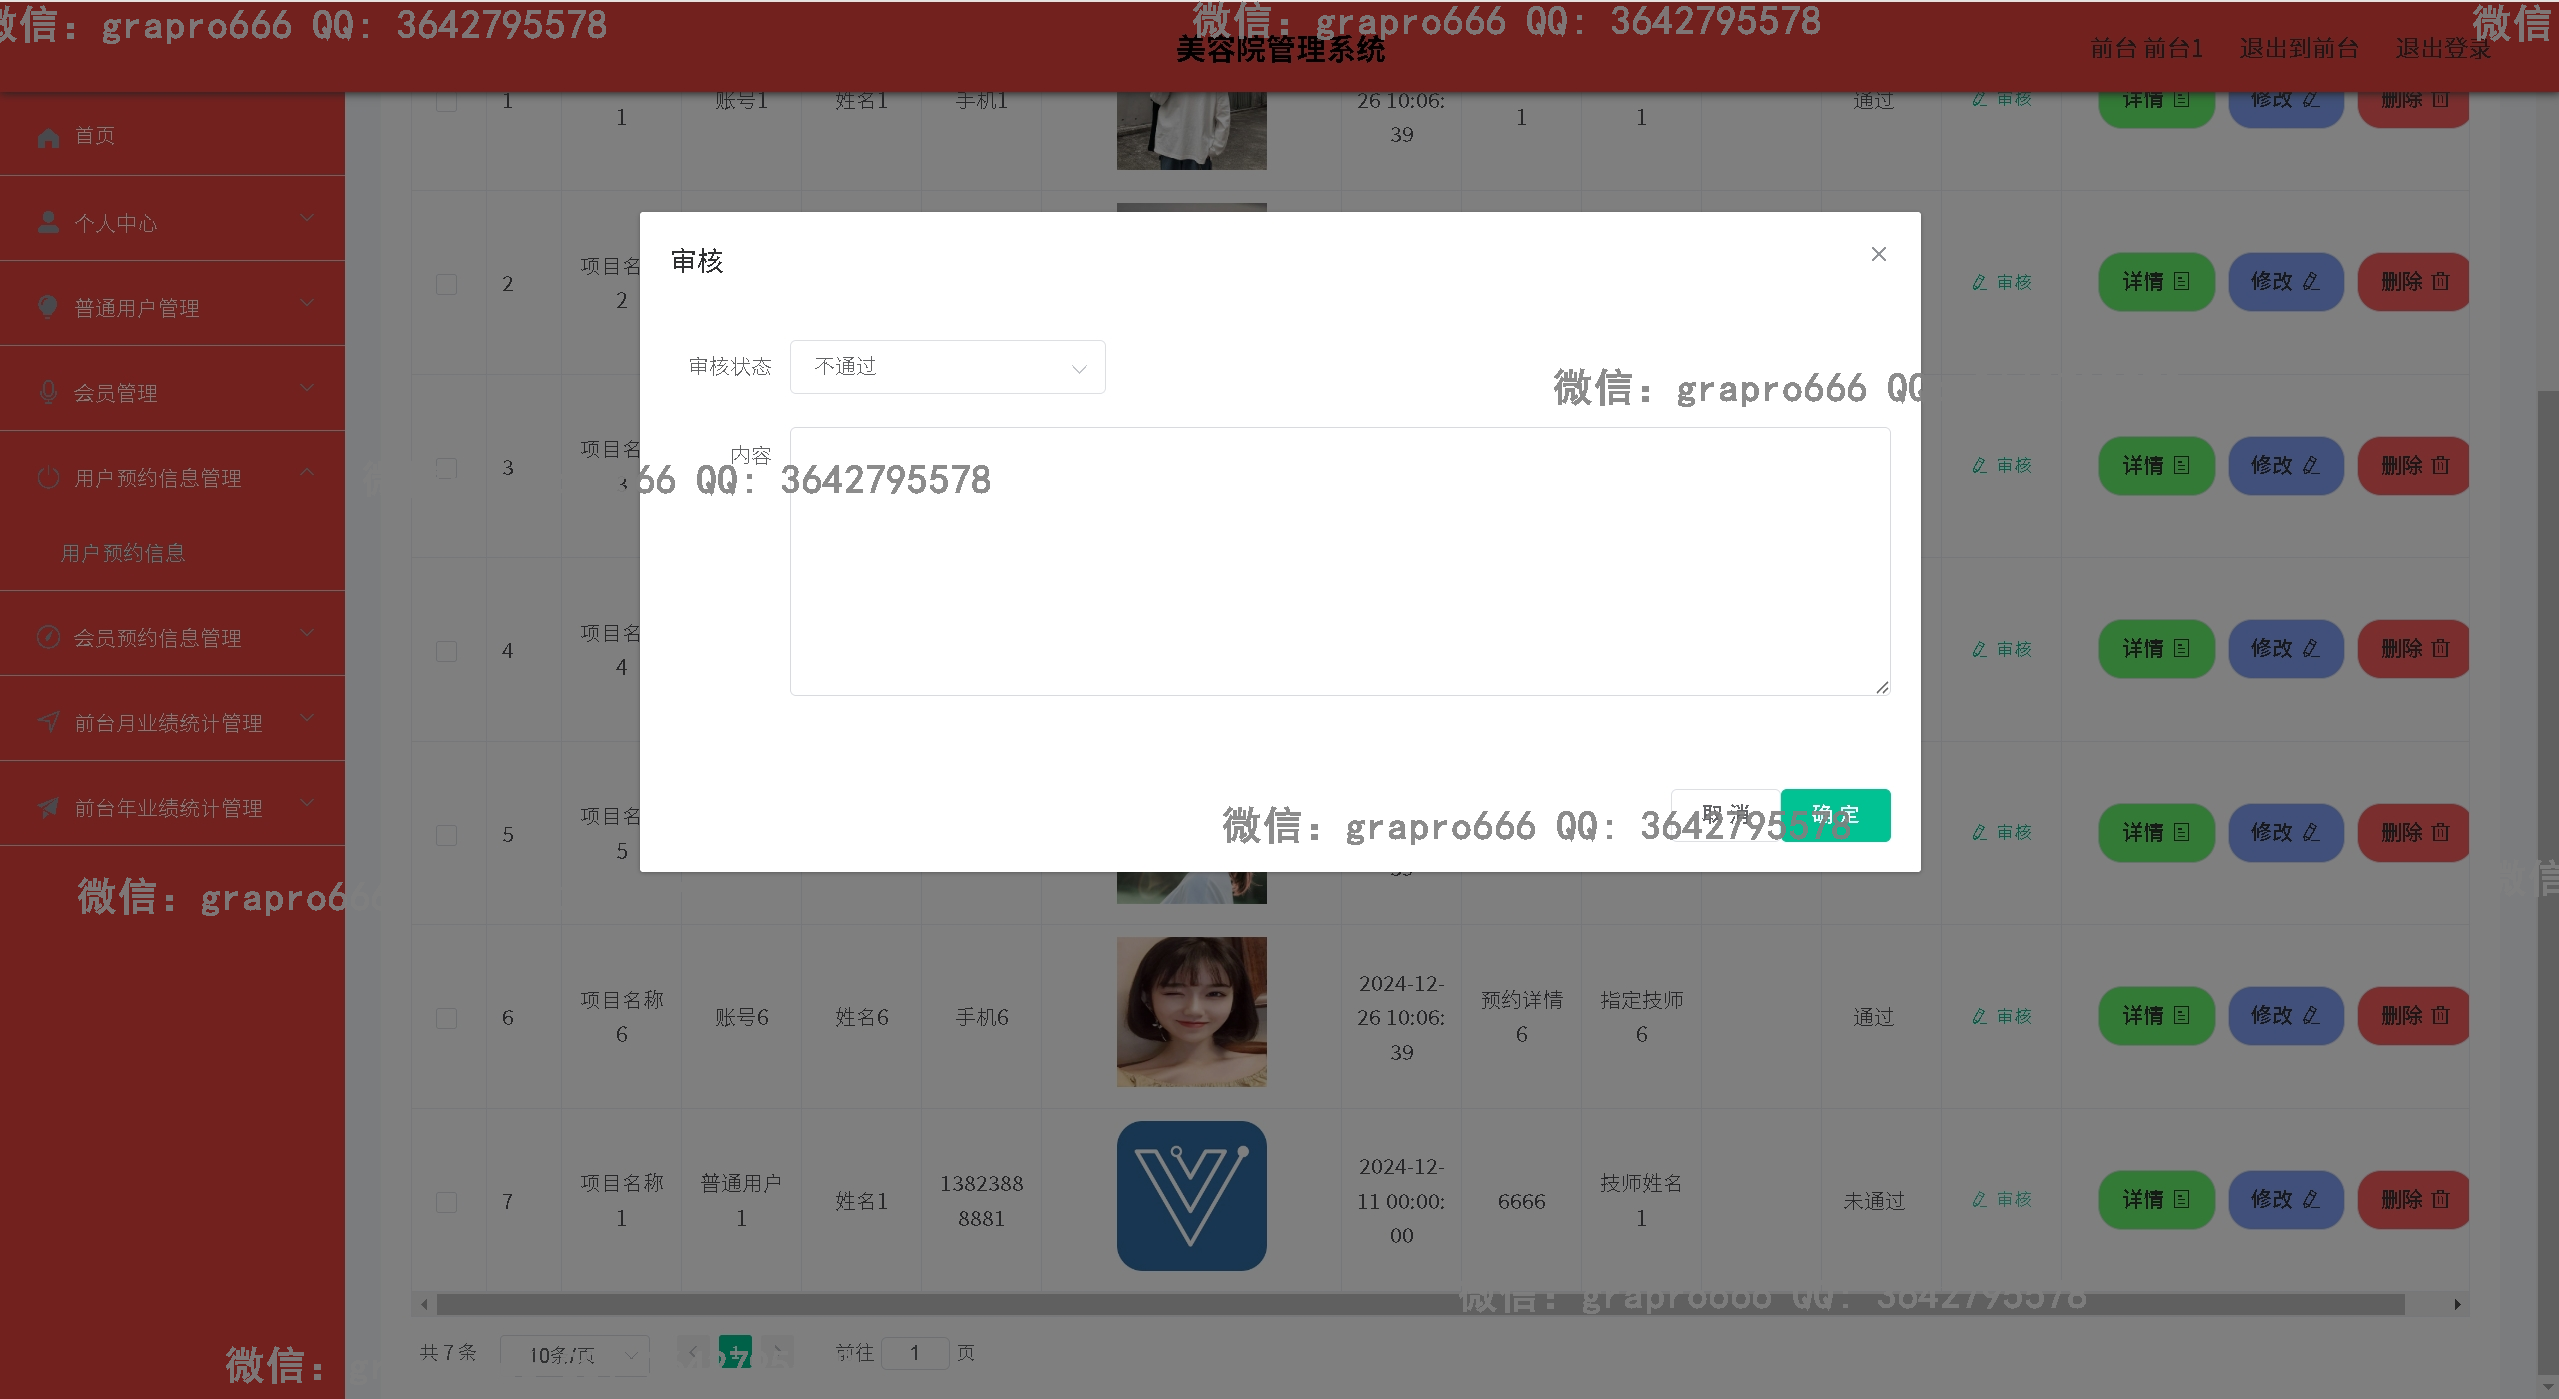 微信: grapro666 QQ: 3642795578
微信: grapro666 QQ: 3642795578
微信
美容院管理系统
前台 前台1
退出到前台
退出登录
首页
个人中心
普通用户管理
会员管理
用户预约信息管理
用户预约信息
会员预约信息管理
前台月业绩统计管理
前台年业绩统计管理
1
1
账号1
姓名1
手机1
26 10:06:
39
1
1
通过
审核
详情
修改
删除
2
项目名
2
审核
详情
修改
删除
3
项目名
审核
详情
修改
删除
4
项目名
4
审核
详情
修改
删除
5
项目名
5
审核
详情
修改
删除
审核
审核状态
不通过
微信: grapro666 QQ
内容
66 QQ: 3642795578
取消
确定
微信: grapro666 QQ: 3642795578
微信: grapro666
6
项目名称
6
账号6
姓名6
手机6
2024-12-
26 10:06:
39
预约详情
6
指定技师
6
通过
审核
详情
修改
删除
7
项目名称
1
普通用户
1
姓名1
1382388
8881
2024-12-
11 00:00:
00
6666
技师姓名
1
未通过
审核
详情
修改
删除
微信: grapro666 QQ: 3642795578
共 7 条
10条/页
1
前往
1
页
微信: